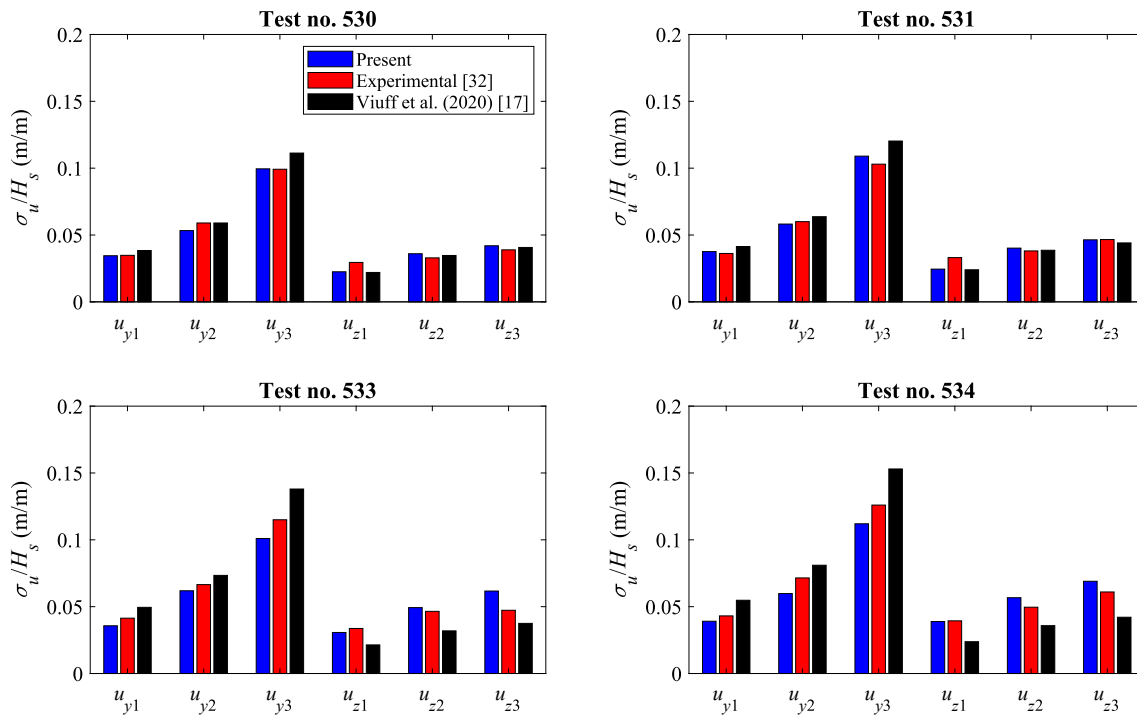 Test no. 530
0.2
0.15
0.1
0.05
0
σu/Hs (m/m)
Present
Experimental [32]
Viuff et al. (2020) [17]
uy1 uy2 uy3 uz1 uz2 uz3
Test no. 531
0.2
0.15
0.1
0.05
0
σu/Hs (m/m)
uy1 uy2 uy3 uz1 uz2 uz3
Test no. 533
0.2
0.15
0.1
0.05
0
σu/Hs (m/m)
uy1 uy2 uy3 uz1 uz2 uz3
Test no. 534
0.2
0.15
0.1
0.05
0
σu/Hs (m/m)
uy1 uy2 uy3 uz1 uz2 uz3